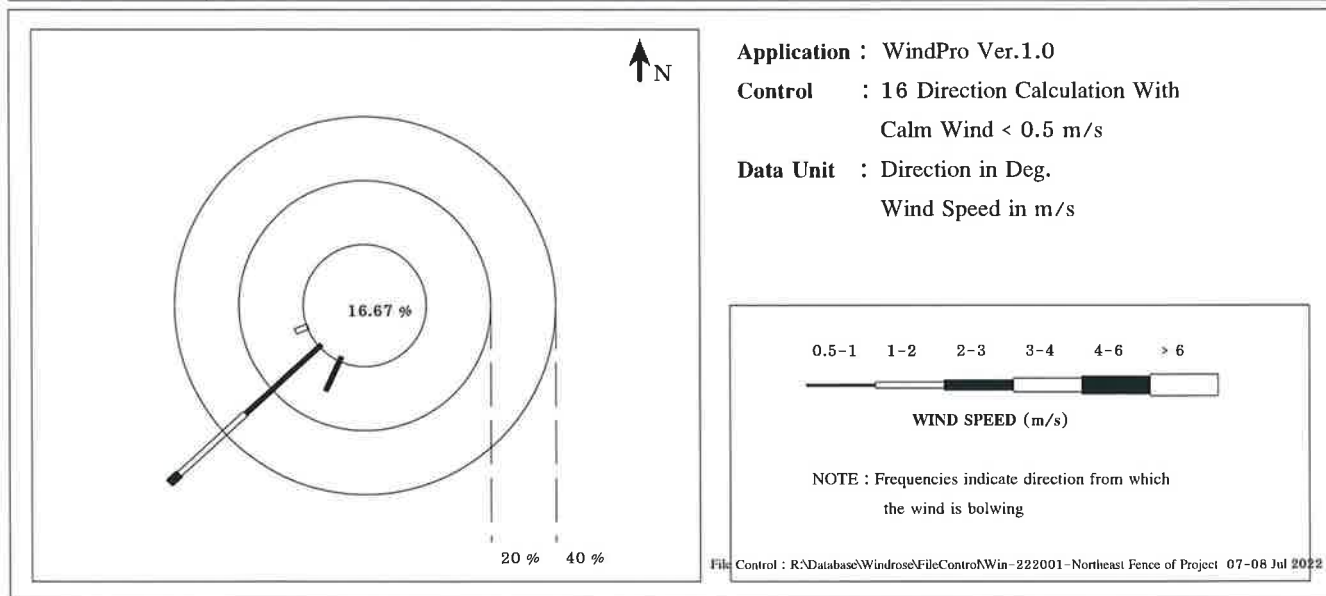 N
16.67 %
20 % 40 %
Application : WindPro Ver.1.0
Control : 16 Direction Calculation With
Calm Wind < 0.5 m/s
Data Unit : Direction in Deg.
Wind Speed in m/s
0.5-1 1-2 2-3 3-4 4-6 > 6
WIND SPEED (m/s)
NOTE : Frequencies indicate direction from which
the wind is bolwing
File Control : R:\Database\Windrose\FileControl\Win-222001-Northeast Fence of Project 07-08 Jul 2022